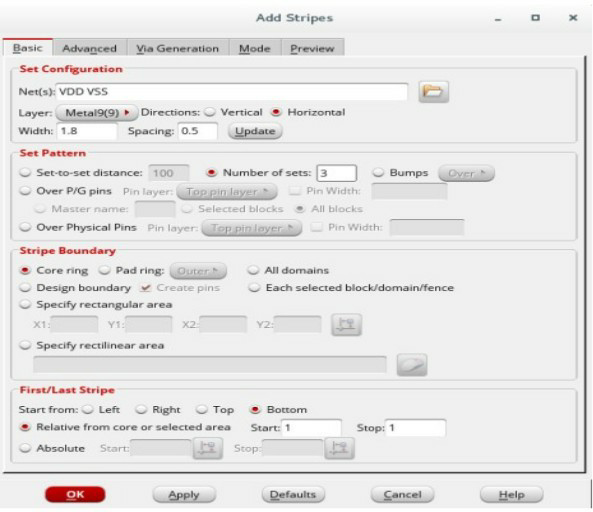 Add Stripes
Basic Advanced Via Generation Mode Preview
Set Configuration
Net(s): VDD VSS
Layer: Metal9(9) Directions: Vertical Horizontal
Width: 1.8 Spacing: 0.5 Update
Set Pattern
Set-to-set distance: 100 Number of sets: 3 Bumps Over
Over P/G pins Pin layer: Top pin layer Pin Width:
Master name: Selected blocks All blocks
Over Physical Pins Pin layer: Top pin layer Pin Width:
Stripe Boundary
Core ring Pad ring: Outer All domains
Design boundary Create pins Each selected block/domain/fence
Specify rectangular area
X1: Y1: X2: Y2:
Specify rectilinear area
First/Last Stripe
Start from: Left Right Top Bottom
Relative from core or selected area Start: 1 Stop: 1
Absolute Start: Stop:
OK Apply Defaults Cancel Help